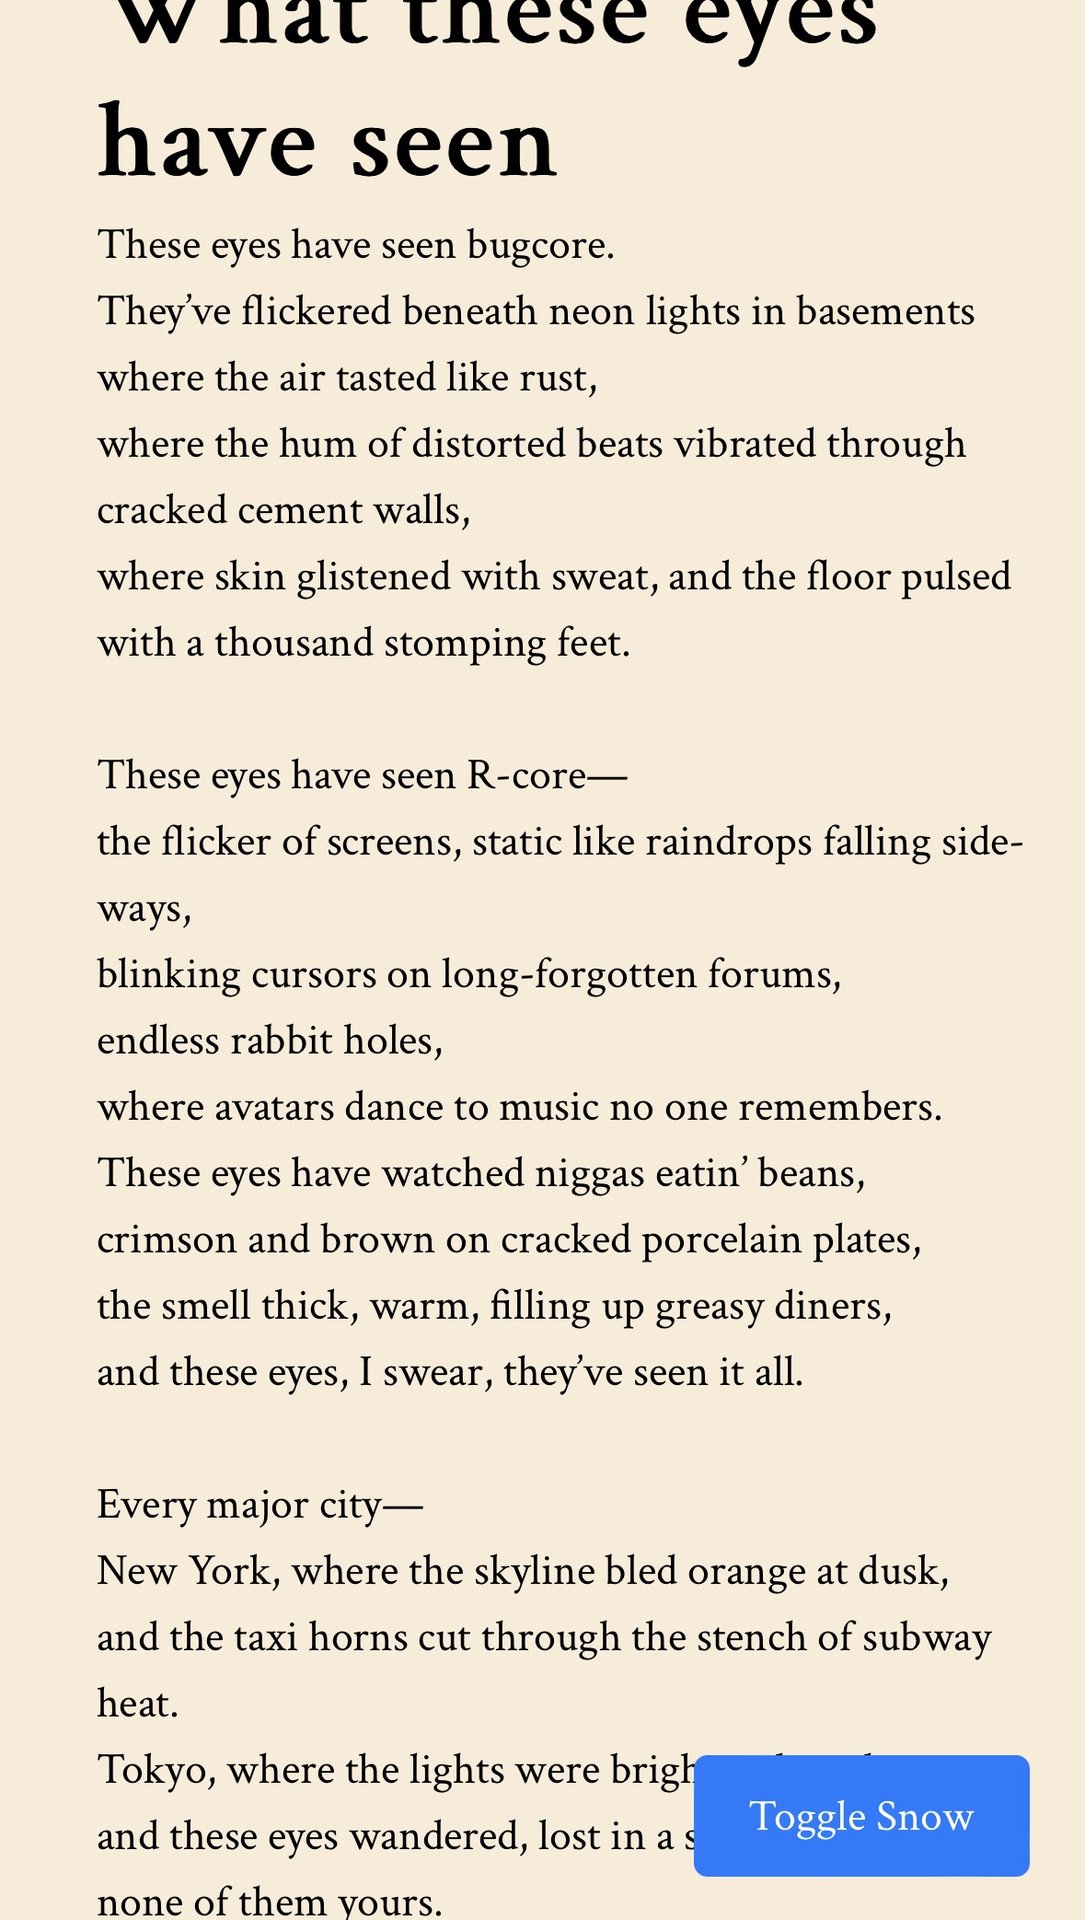 What these eyes
have seen
These eyes have seen bugcore.
They’ve flickered beneath neon lights in basements
where the air tasted like rust,
where the hum of distorted beats vibrated through
cracked cement walls,
where skin glistened with sweat, and the floor pulsed
with a thousand stomping feet.
These eyes have seen R-core—
the flicker of screens, static like raindrops falling side-
ways,
blinking cursors on long-forgotten forums,
endless rabbit holes,
where avatars dance to music no one remembers.
These eyes have watched niggas eatin’ beans,
crimson and brown on cracked porcelain plates,
the smell thick, warm, filling up greasy diners,
and these eyes, I swear, they’ve seen it all.
Every major city—
New York, where the skyline bled orange at dusk,
and the taxi horns cut through the stench of subway
heat.
Tokyo, where the lights were
and these eyes wandered, lost in a
none of them yours.
Toggle Snow